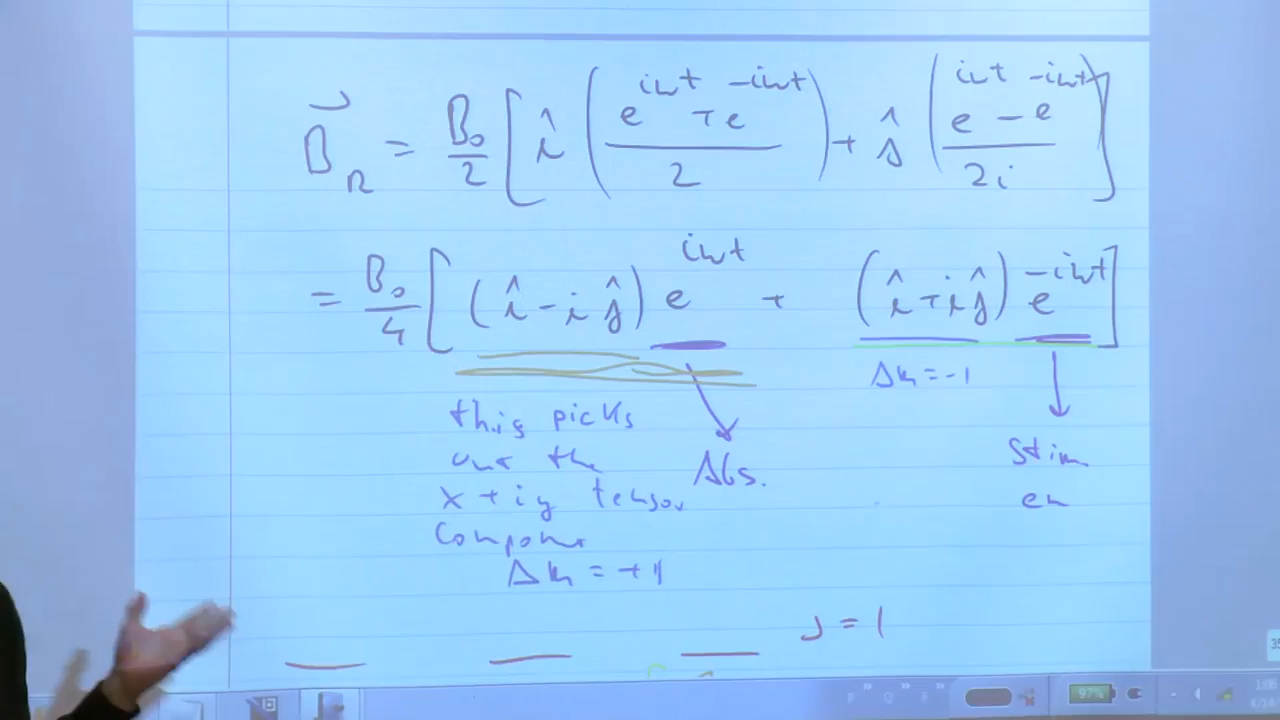 B⃗_R = B₀/2 [ î ( (e^{iωt} + e^{-iωt}) / 2 ) + ĵ ( (e^{iωt} - e^{-iωt}) / 2i ) ]
= B₀/4 [ (î - iĵ) e^{iωt} + (î + iĵ) e^{-iωt} ]
Δm = -1
this picks
out the
x + iy tensor
Component
Δm = +1
Abs.
Stim
em
J = 1
97%